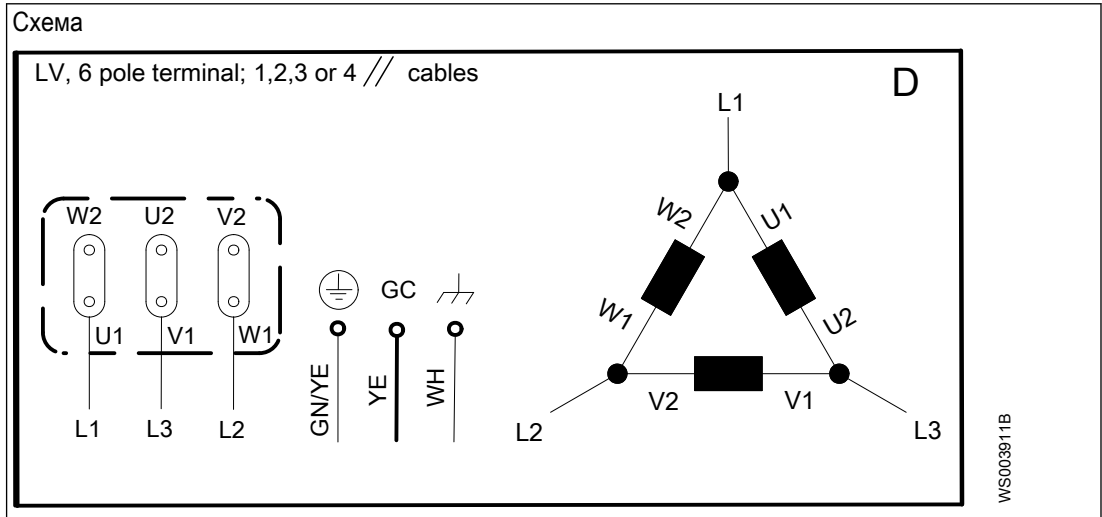 Схема
LV, 6 pole terminal; 1,2,3 or 4 // cables
D
W2 U2 V2
U1 V1 W1
L1 L3 L2
GC
GN/YE
YE
WH
L1
W2 U1
W1 U2
V2 V1
L2 L3
WS003911B